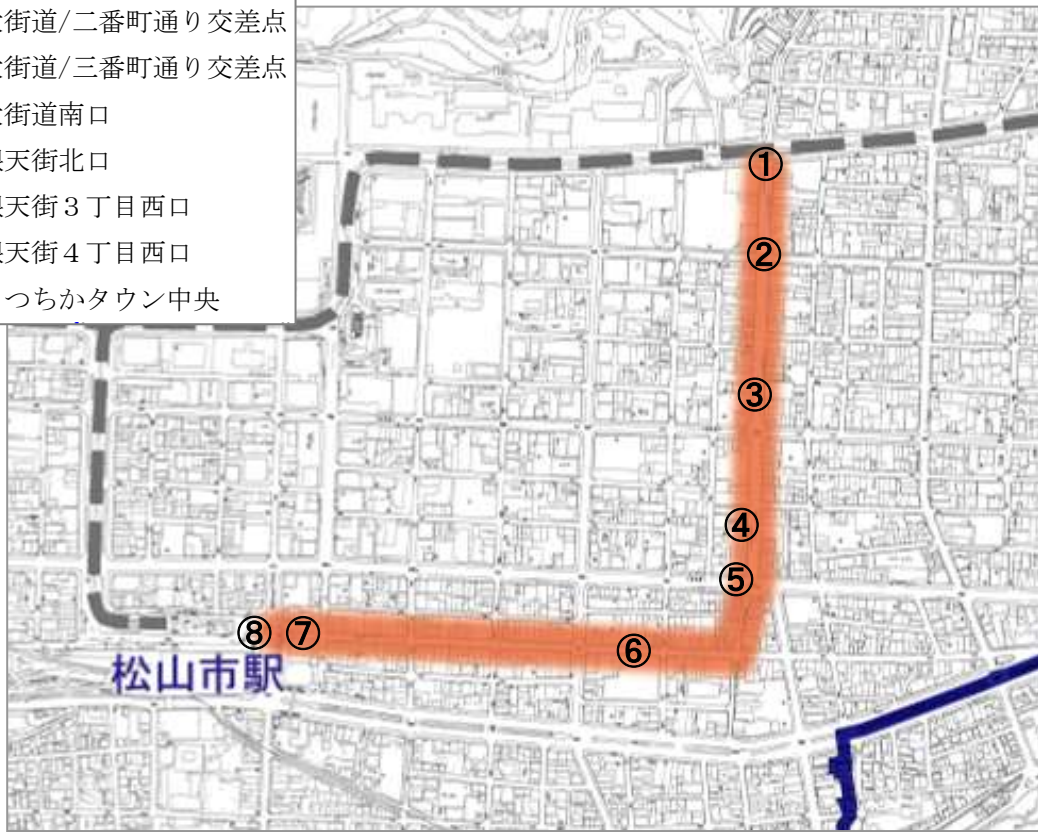 街道/二番町通り交差点
街道/三番町通り交差点
街道南口
天街北口
天街３丁目西口
天街４丁目西口
つちかタウン中央
①
②
③
④
⑤
⑥
⑦
⑧
松山市駅